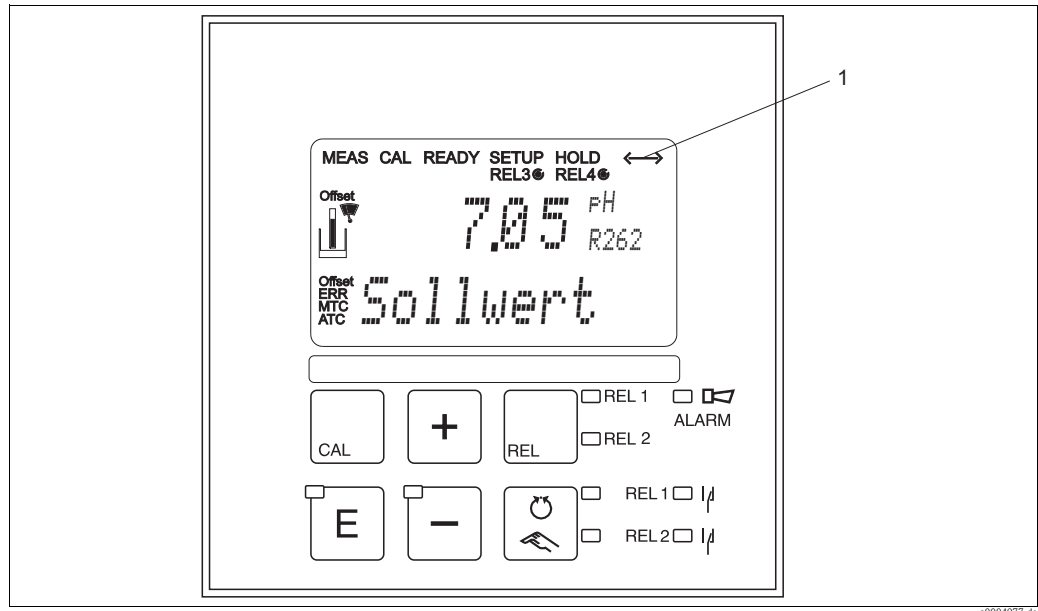 1
MEAS CAL READY SETUP HOLD
REL3 REL4
Offset
7.05 pH
R262
Offset
ERR
MTC
ATC
Sollwert
CAL
+
REL
REL 1
REL 2
ALARM
E
–
REL 1
REL 2